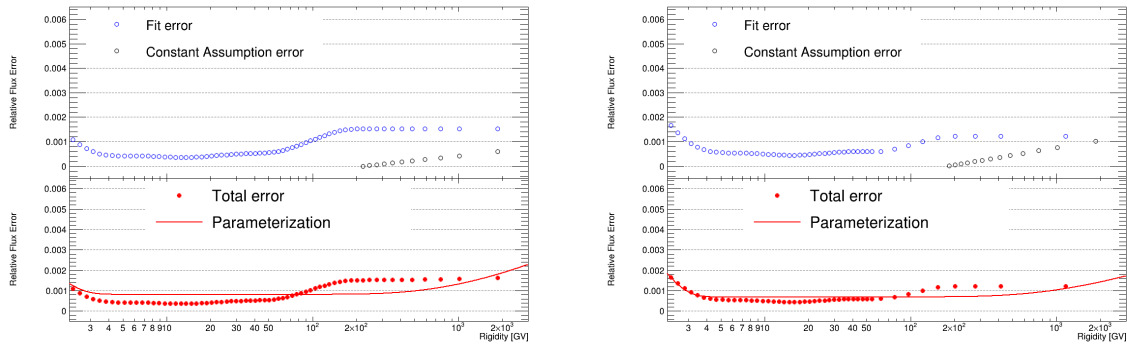 0.006
Fit error
0.005
Constant Assumption error
0.004
0.003
0.002
0.001
0
Relative Flux Error
0.006
Total error
0.005
Parameterization
0.004
0.003
0.002
0.001
0
Relative Flux Error
3 4 5 6 7 8 910 20 30 40 50 10² 2×10² 10³ 2×10³
Rigidity [GV]
0.006
Fit error
0.005
Constant Assumption error
0.004
0.003
0.002
0.001
0
Relative Flux Error
0.006
Total error
0.005
Parameterization
0.004
0.003
0.002
0.001
0
Relative Flux Error
3 4 5 6 7 8 910 20 30 40 50 10² 2×10² 10³ 2×10³
Rigidity [GV]